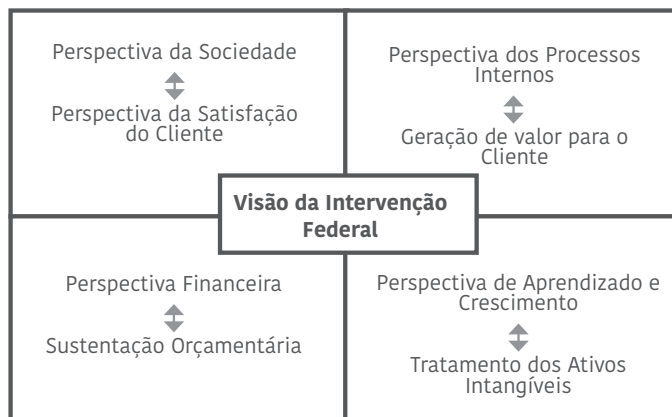 Perspectiva da Sociedade
Perspectiva da Satisfação
do Cliente
Perspectiva dos Processos
Internos
Geração de valor para o
Cliente
Visão da Intervenção
Federal
Perspectiva Financeira
Sustentação Orçamentária
Perspectiva de Aprendizado e
Crescimento
Tratamento dos Ativos
Intangíveis